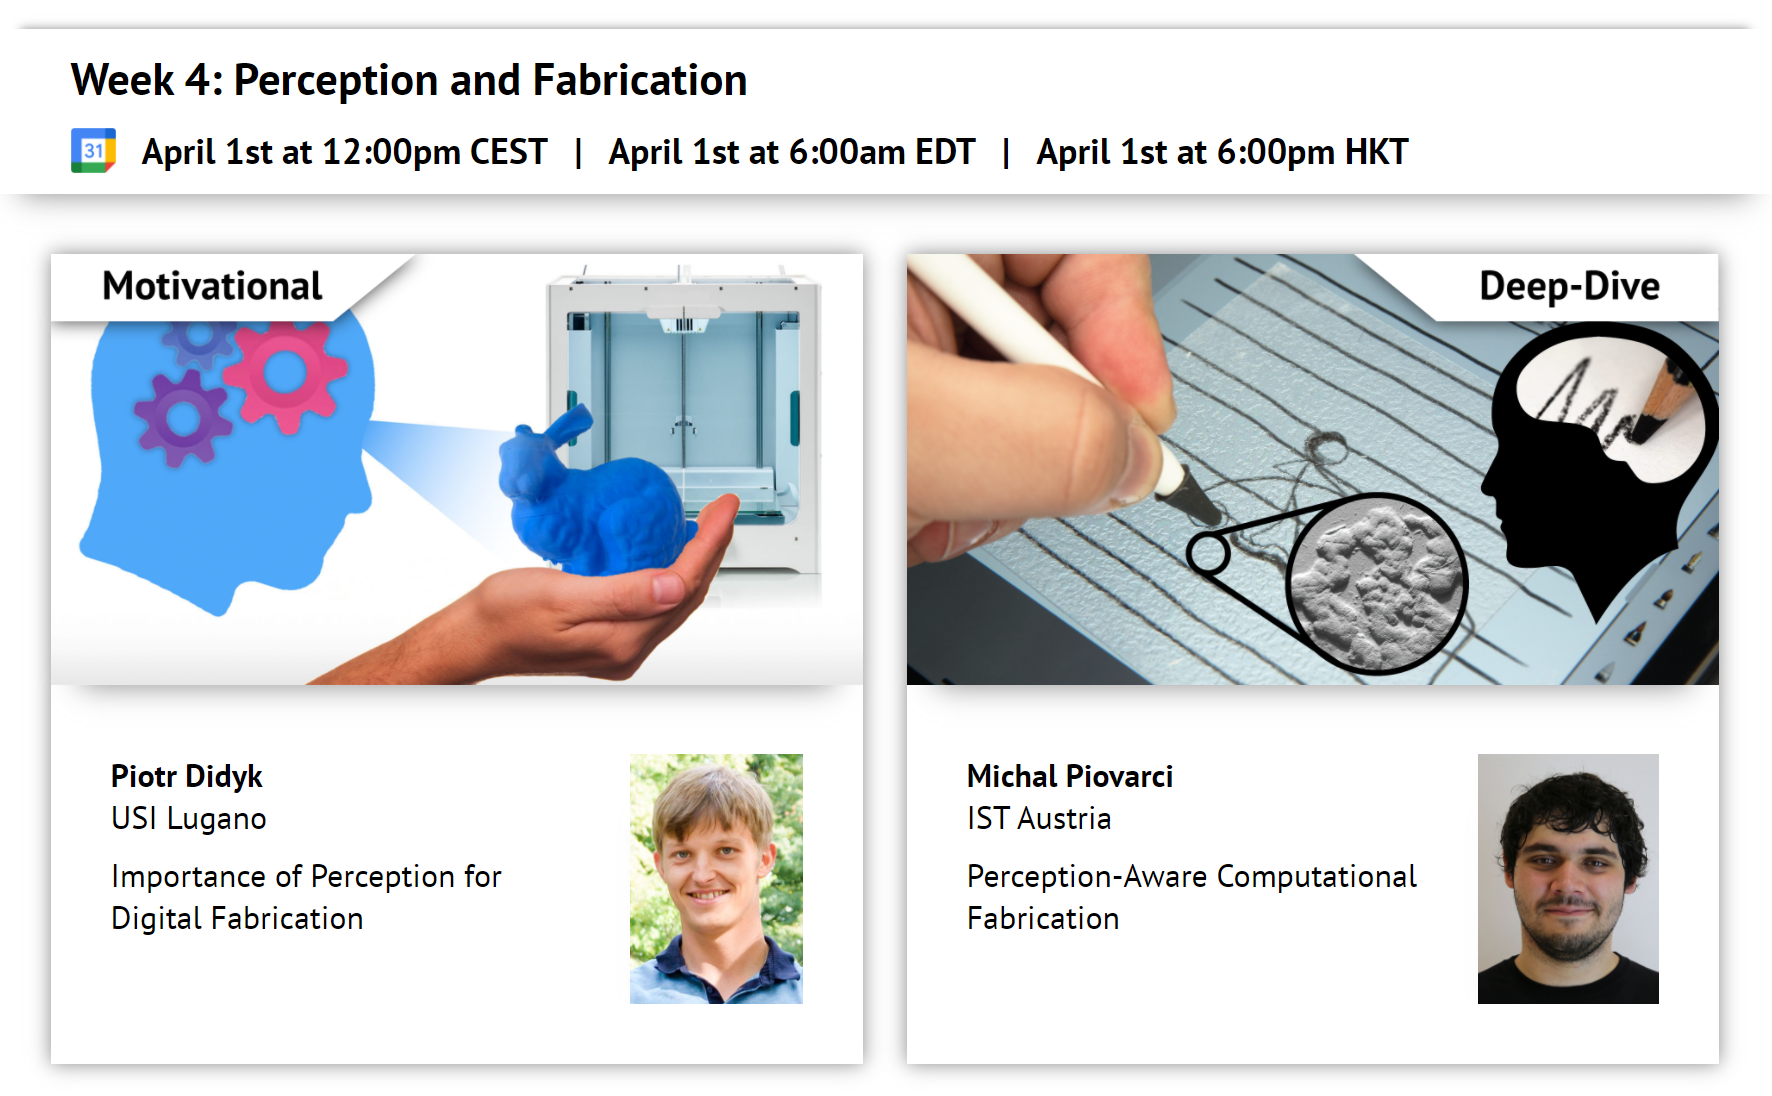 Week 4: Perception and Fabrication
31 April 1st at 12:00pm CEST | April 1st at 6:00am EDT | April 1st at 6:00pm HKT
Motivational
Deep-Dive
Piotr Didyk
USI Lugano
Importance of Perception for
Digital Fabrication
Michal Piovarci
IST Austria
Perception-Aware Computational
Fabrication